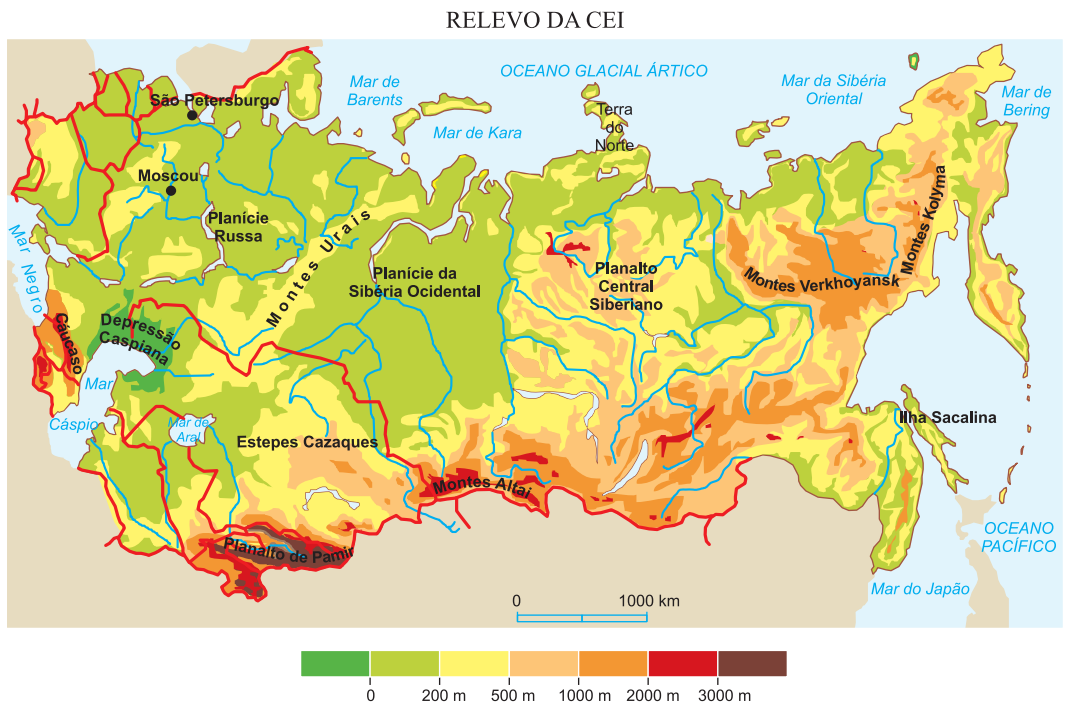 RELEVO DA CEI
OCEANO GLACIAL ÁRTICO
Mar de
Barents
Mar da Sibéria
Oriental
Mar de
Bering
São Petersburgo
Mar de Kara
Terra
do
Norte
Moscou
Planície
Russa
Montes Urais
Montes Kolyma
Mar Negro
Planície da
Sibéria Ocidental
Planalto
Central
Siberiano
Montes Verkhoyansk
Cáucaso
Depressão
Caspiana
Mar
Cáspio
Mar de
Aral
Estepes Cazaques
Ilha Sacalina
Montes Altai
Planalto de Pamir
OCEANO
PACÍFICO
Mar do Japão
0 1000 km
0 200 m 500 m 1000 m 2000 m 3000 m